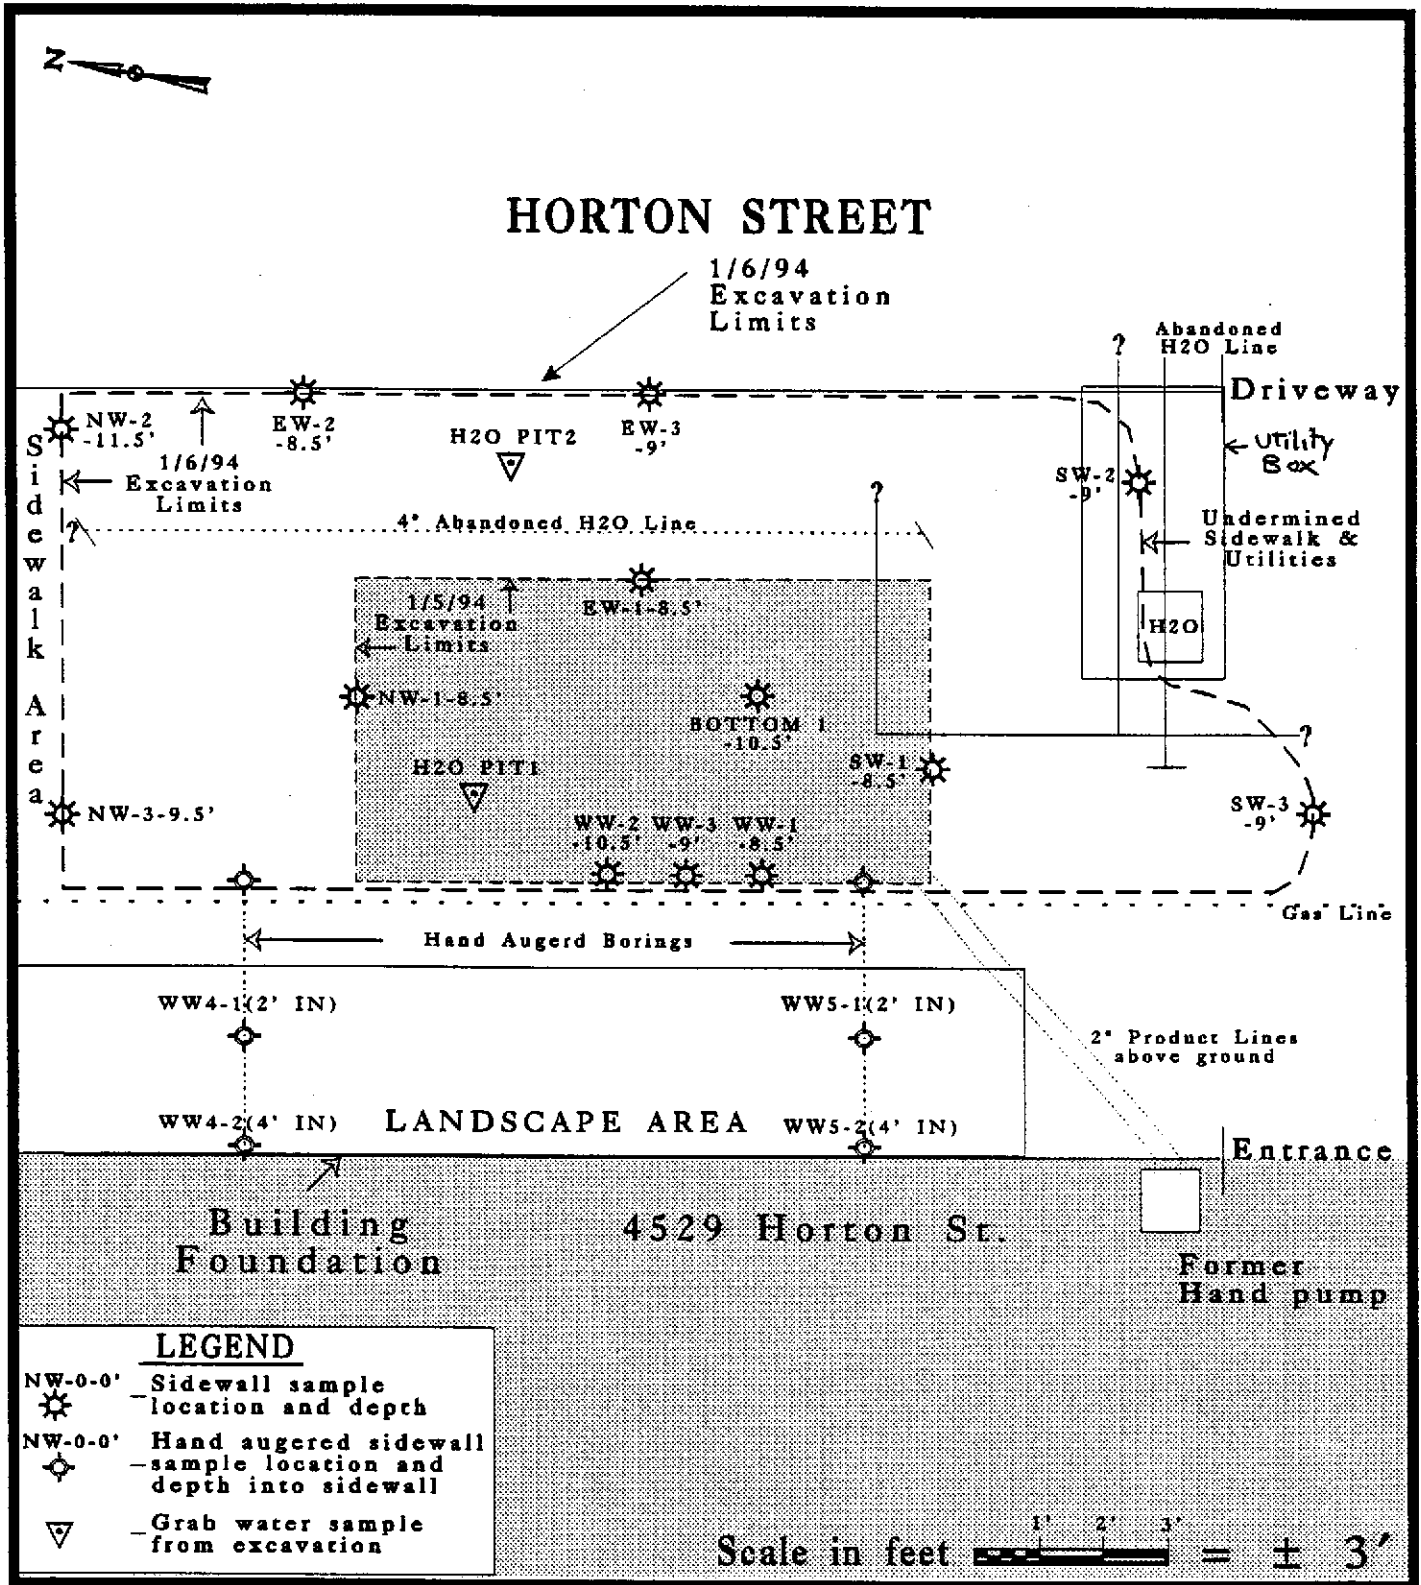 N
HORTON STREET
1/6/94
Excavation
Limits
Abandoned
H2O Line
?
Driveway
Utility
Box
NW-2
-11.5'
EW-2
-8.5'
H2O PIT2
EW-3
-9'
SW-2
-9'
1/6/94
Excavation
Limits
Sidewalk Area
?
?
4" Abandoned H2O Line
Undermined
Sidewalk &
Utilities
1/5/94
Excavation
Limits
EW-1-8.5'
H2O
NW-1-8.5'
BOTTOM 1
-10.5'
?
H2O PIT1
SW-1
-8.5'
NW-3-9.5'
SW-3
-9'
WW-2
-10.5'
WW-3
-9'
WW-1
-8.5'
Gas Line
Hand Augerd Borings
WW4-1(2' IN)
WW5-1(2' IN)
2" Product Lines
above ground
WW4-2(4' IN)
LANDSCAPE AREA
WW5-2(4' IN)
Entrance
Building
Foundation
4529 Horton St.
Former
Hand pump
LEGEND
NW-0-0'
Sidewall sample
location and depth
NW-0-0'
Hand augered sidewall
sample location and
depth into sidewall
Grab water sample
from excavation
Scale in feet
1' 2' 3'
= ± 3'